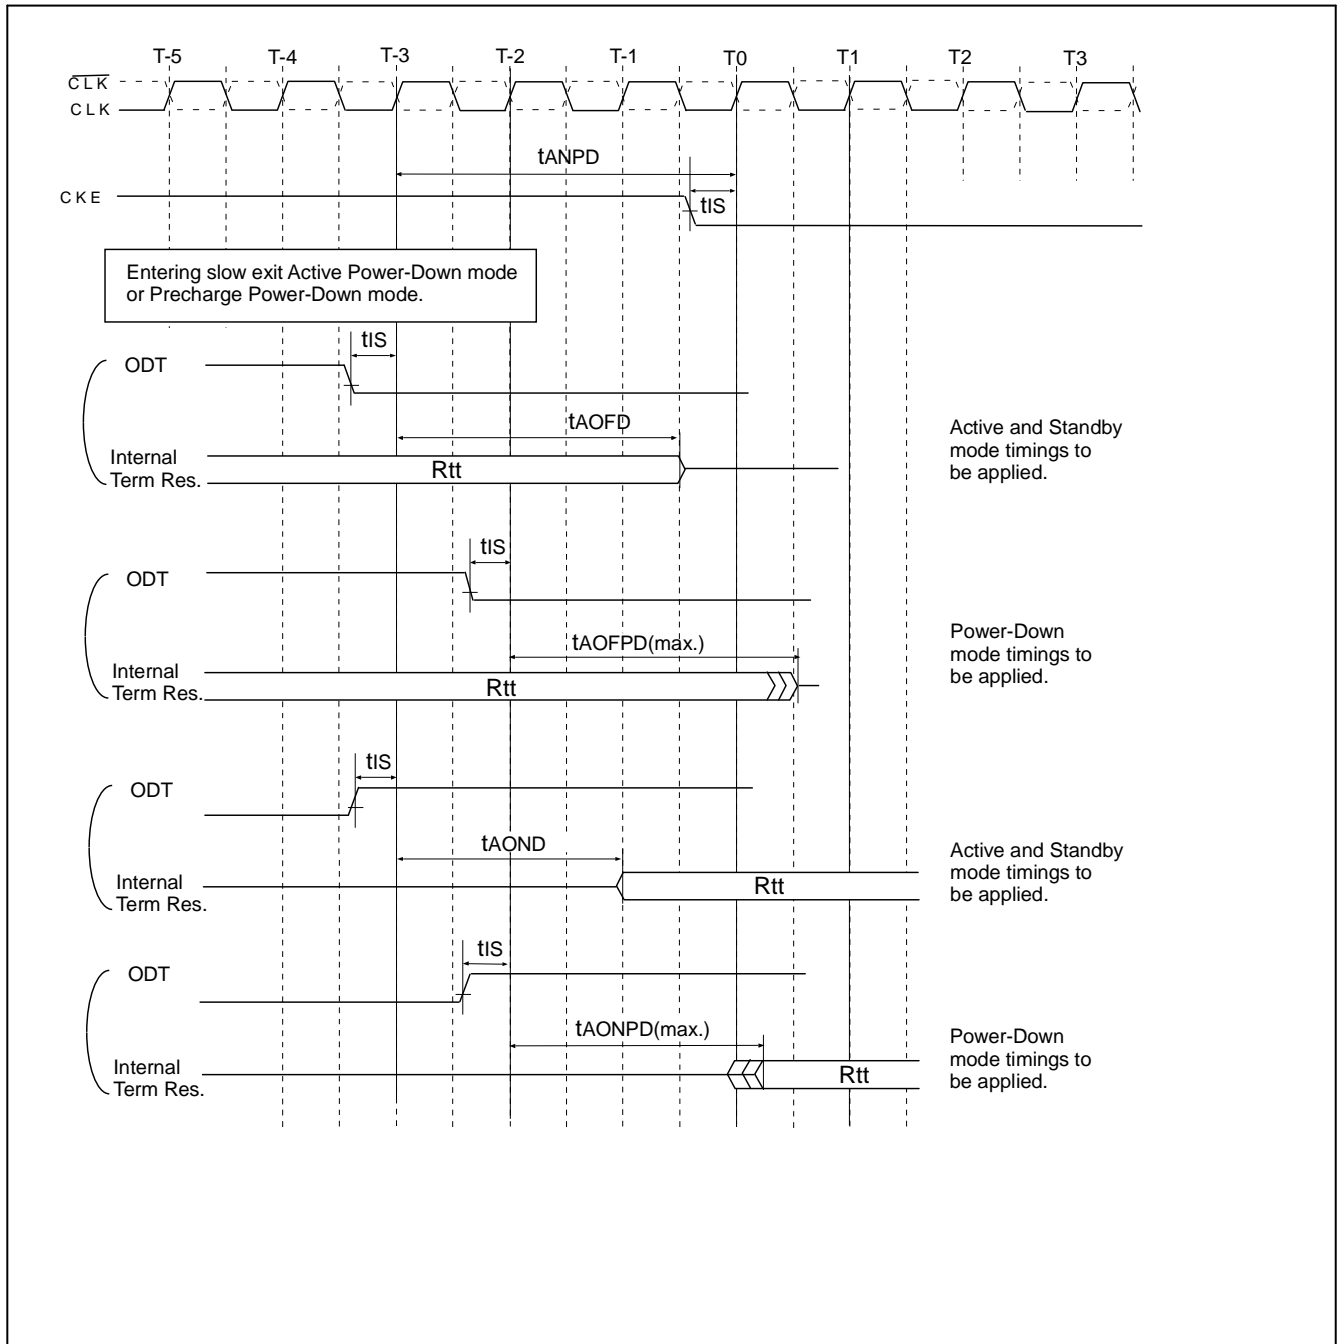 T-5 T-4 T-3 T-2 T-1 T0 T1 T2 T3
CLK
CLK
tANPD
CKE
tIS
Entering slow exit Active Power-Down mode
or Precharge Power-Down mode.
tIS
ODT
tAOFD
Internal
Term Res.
Rtt
Active and Standby
mode timings to
be applied.
tIS
ODT
tAOFPD(max.)
Internal
Term Res.
Rtt
Power-Down
mode timings to
be applied.
tIS
ODT
tAOND
Internal
Term Res.
Rtt
Active and Standby
mode timings to
be applied.
tIS
ODT
tAONPD(max.)
Internal
Term Res.
Rtt
Power-Down
mode timings to
be applied.